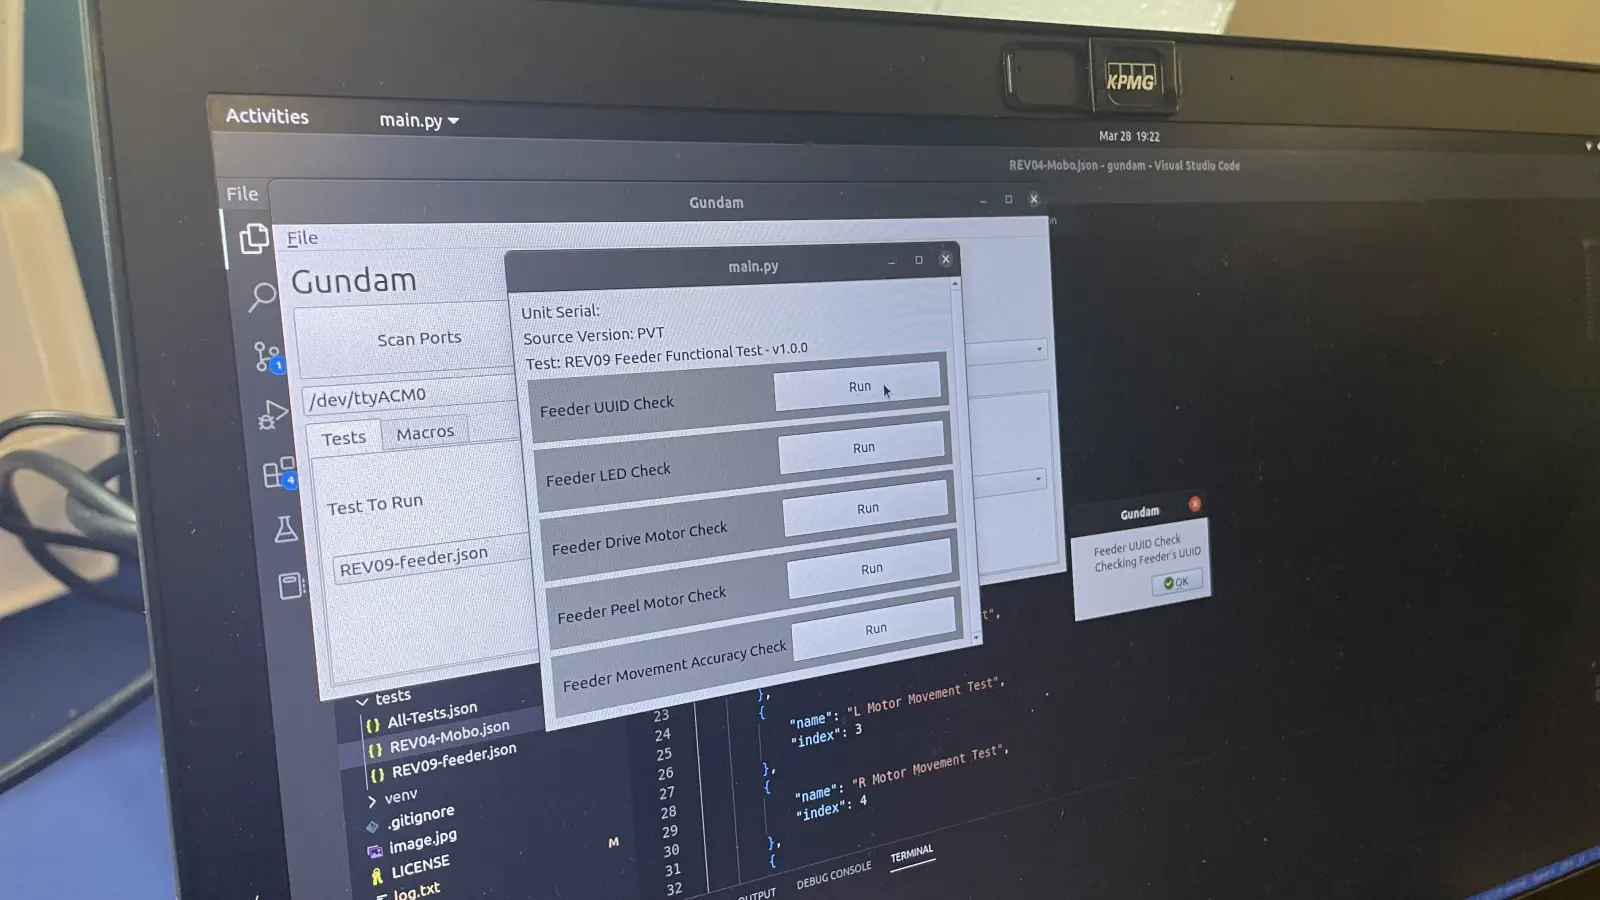 KPMG
Activities
main.py
Mar 28 19:22
REV04-Mobo.json - gundam - Visual Studio Code
File
Gundam
File
Gundam
Scan Ports
/dev/ttyACM0
Tests
Macros
Test To Run
REV09-feeder.json
1
4
main.py
Unit Serial:
Source Version: PVT
Test: REV09 Feeder Functional Test - v1.0.0
Feeder UUID Check
Run
Feeder LED Check
Run
Feeder Drive Motor Check
Run
Feeder Peel Motor Check
Run
Feeder Movement Accuracy Check
Run
Gundam
Feeder UUID Check
Checking Feeder's UUID
OK
tests
{} All-Tests.json
{} REV04-Mobo.json
{} REV09-feeder.json
> venv
.gitignore
image.jpg
M
LICENSE
log.txt
23
24
25
26
27
28
29
30
31
32
},
{
"name": "L Motor Movement Test",
"index": 3
},
{
"name": "R Motor Movement Test",
"index": 4
},
{
DEBUG CONSOLE
TERMINAL